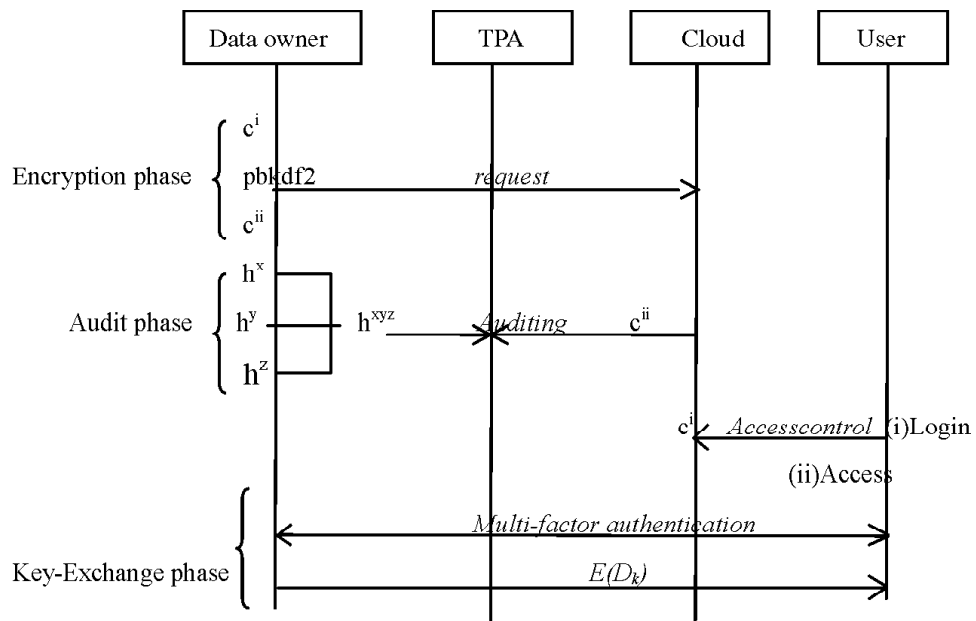 Data owner TPA Cloud User
c^i
Encryption phase pbkdf2 request
c^ii
h^x
Audit phase h^y h^xyz Auditing c^ii
h^z
c^i Accesscontrol (i)Login
(ii)Access
Multi-factor authentication
Key-Exchange phase E(D_k)